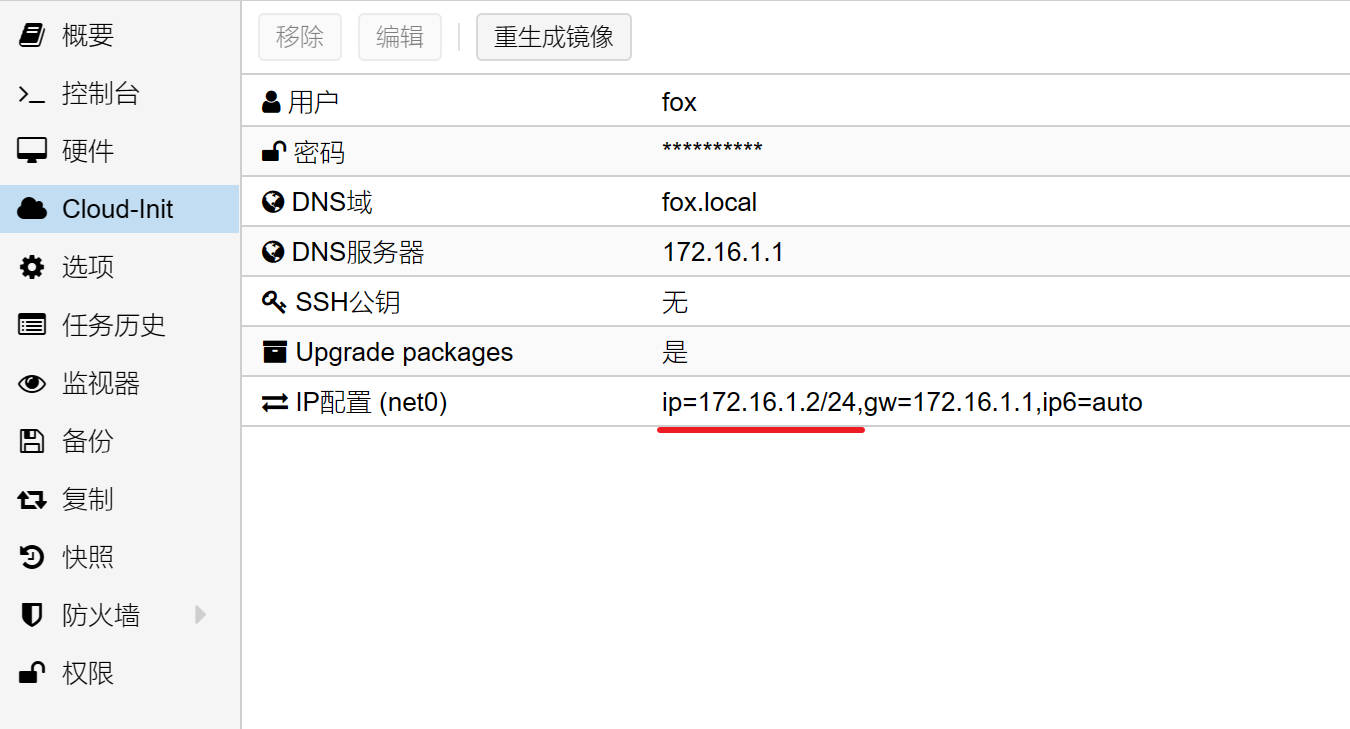 概要
控制台
硬件
Cloud-Init
选项
任务历史
监视器
备份
复制
快照
防火墙
权限
移除 编辑 重生成镜像
用户 fox
密码 **********
DNS域 fox.local
DNS服务器 172.16.1.1
SSH公钥 无
Upgrade packages 是
IP配置 (net0) ip=172.16.1.2/24,gw=172.16.1.1,ip6=auto